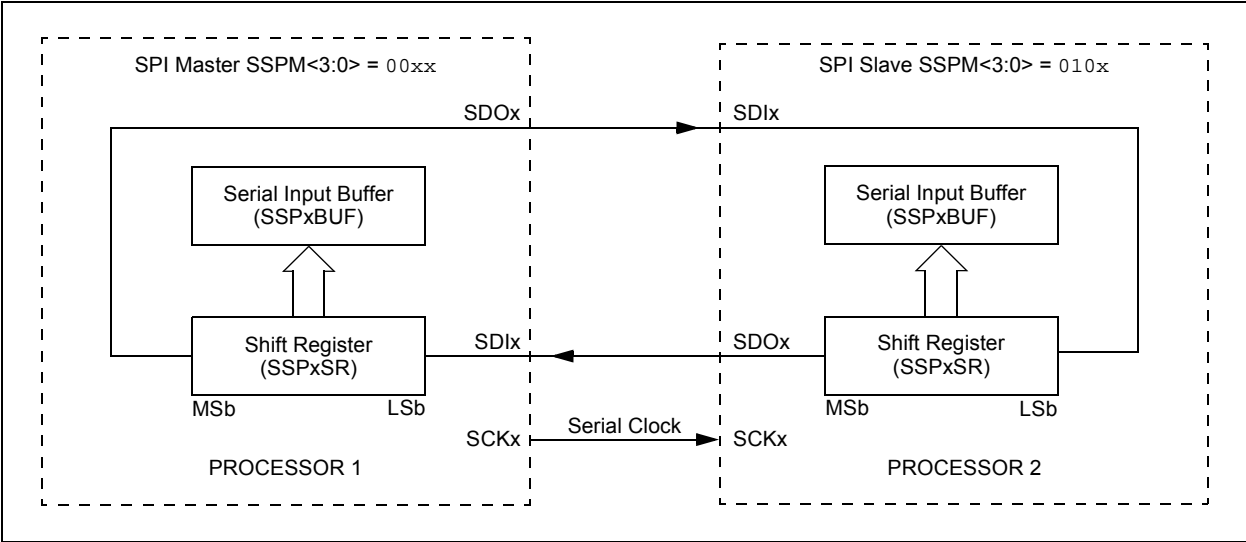 SPI Master SSPM<3:0> = 00xx
SDOx
Serial Input Buffer
(SSPxBUF)
Shift Register
(SSPxSR)
MSb
LSb
SDIx
SCKx
PROCESSOR 1
Serial Clock
SPI Slave SSPM<3:0> = 010x
SDIx
Serial Input Buffer
(SSPxBUF)
SDOx
Shift Register
(SSPxSR)
MSb
LSb
SCKx
PROCESSOR 2